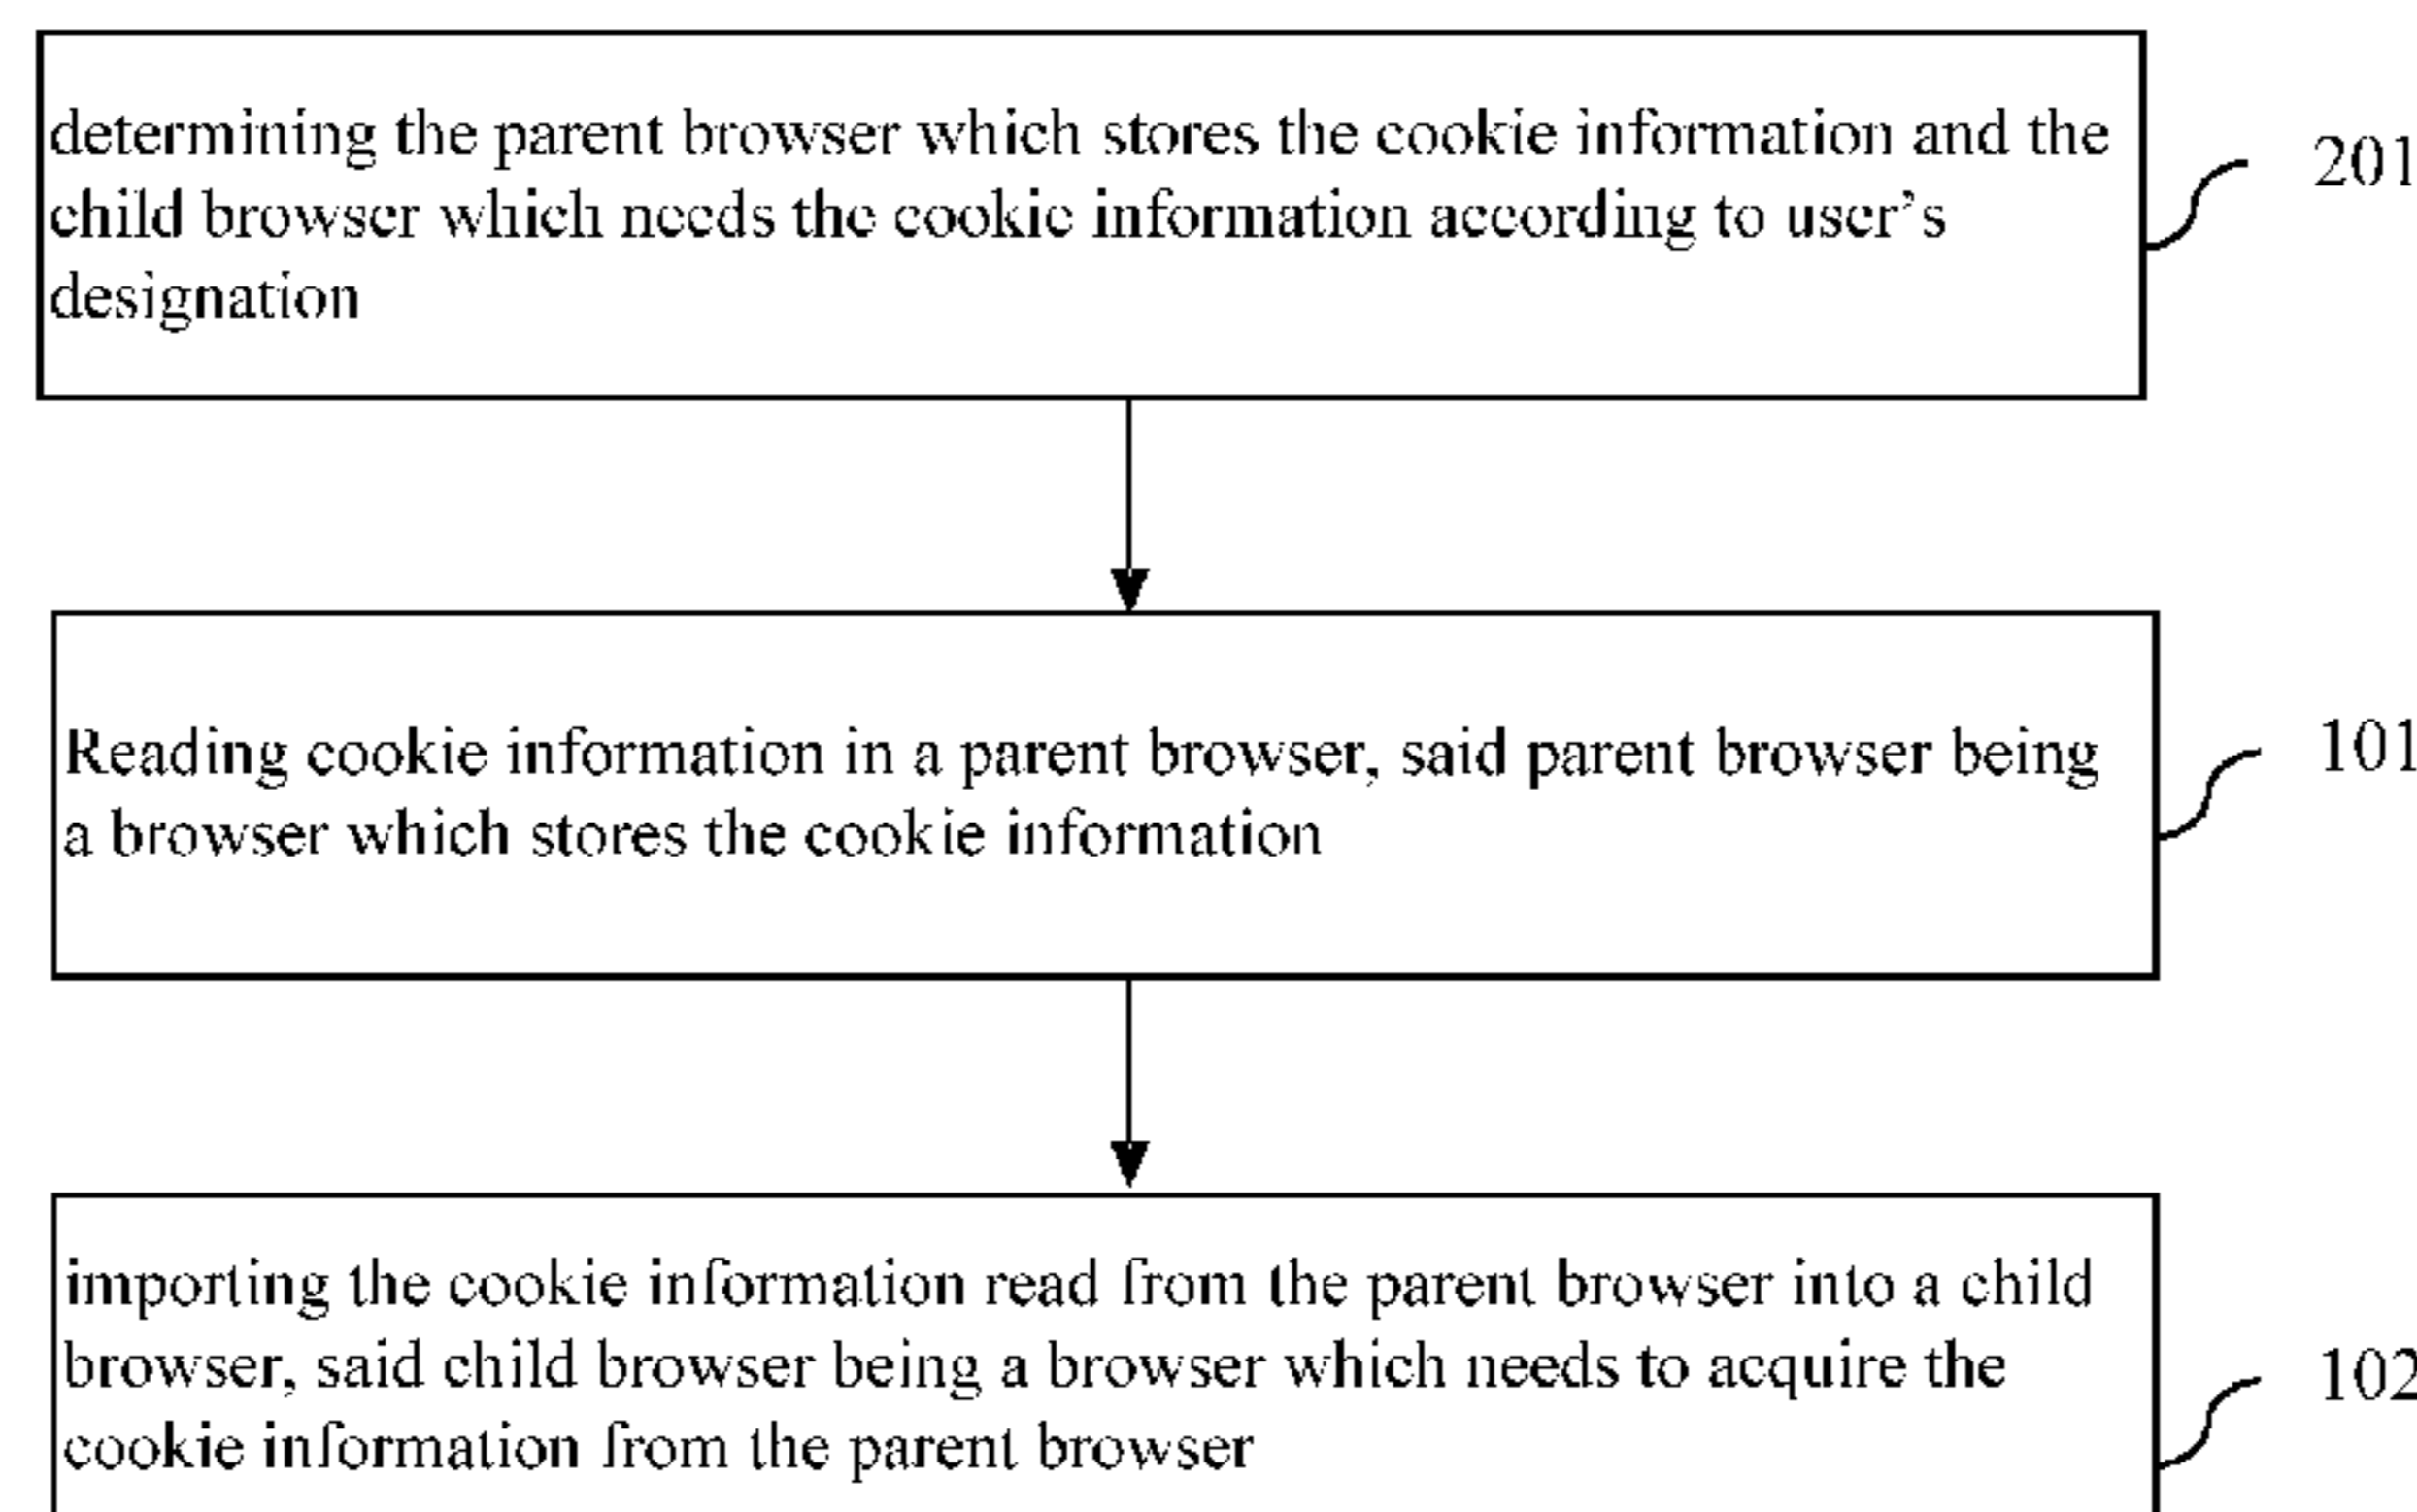 determining the parent browser which stores the cookie information and the
child browser which needs the cookie information according to user’s
designation
201
Reading cookie information in a parent browser, said parent browser being
a browser which stores the cookie information
101
importing the cookie information read from the parent browser into a child
browser, said child browser being a browser which needs to acquire the
cookie information from the parent browser
102